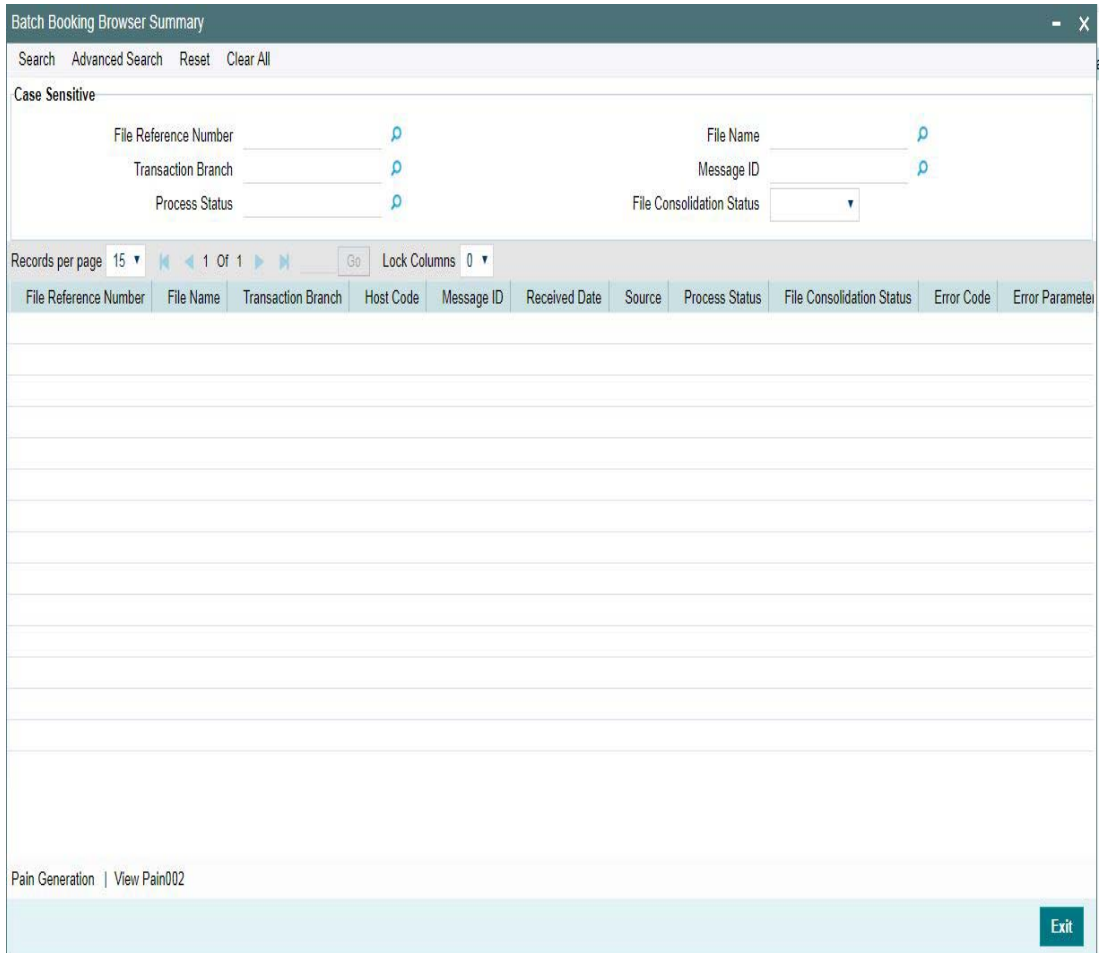 Batch Booking Browser Summary - X
Search Advanced Search Reset Clear All
Case Sensitive
File Reference Number File Name
Transaction Branch Message ID
Process Status File Consolidation Status
Records per page 15 1 Of 1 Go Lock Columns 0
File Reference Number File Name Transaction Branch Host Code Message ID Received Date Source Process Status File Consolidation Status Error Code Error Parameter
Pain Generation | View Pain002
Exit